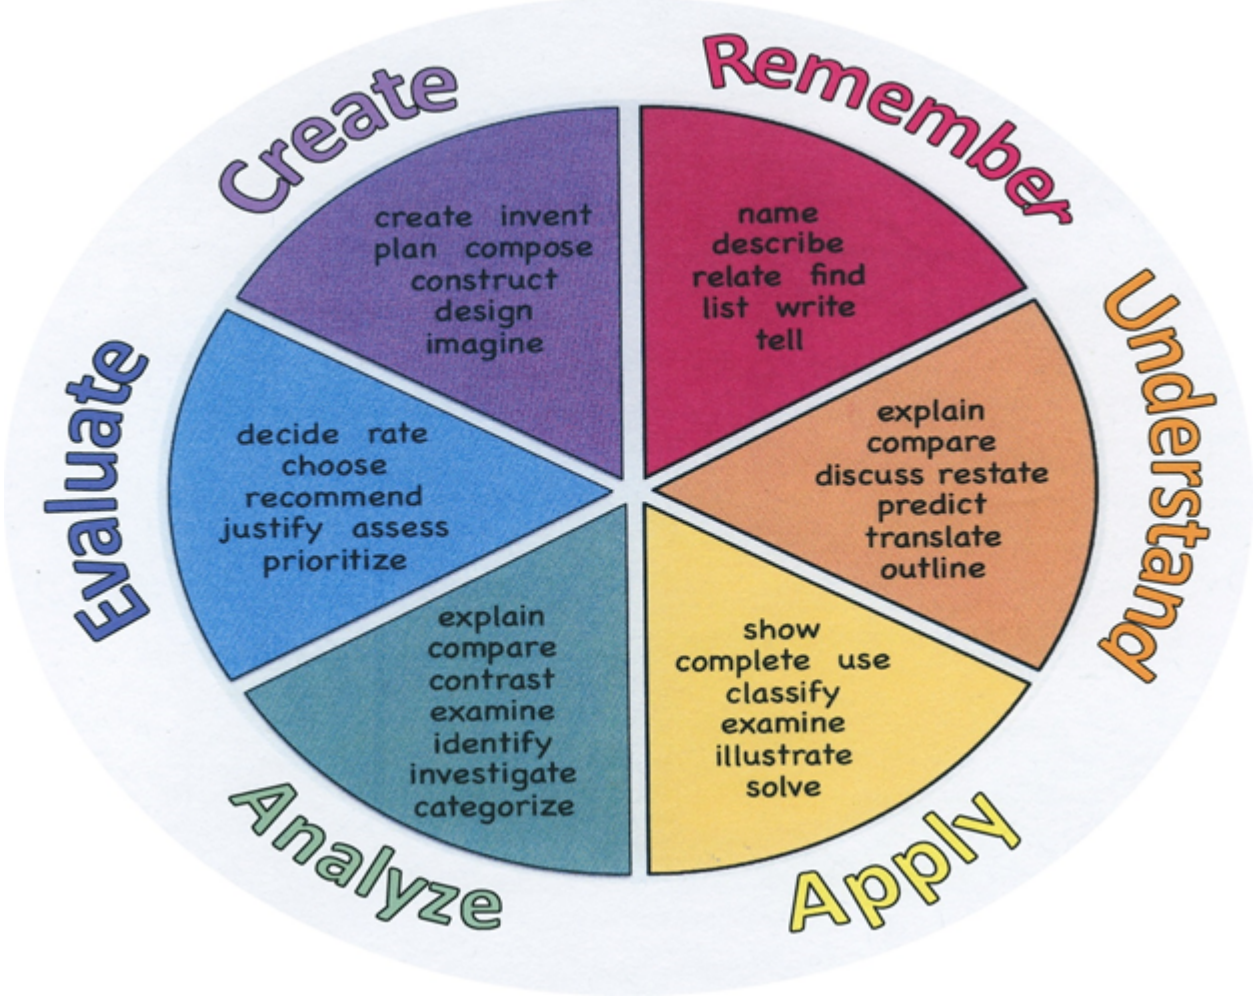 Remember
name
describe
relate find
list write
tell
Understand
explain
compare
discuss restate
predict
translate
outline
Apply
show
complete use
classify
examine
illustrate
solve
Analyze
explain
compare
contrast
examine
identify
investigate
categorize
Evaluate
decide rate
choose
recommend
justify assess
prioritize
Create
create invent
plan compose
construct
design
imagine